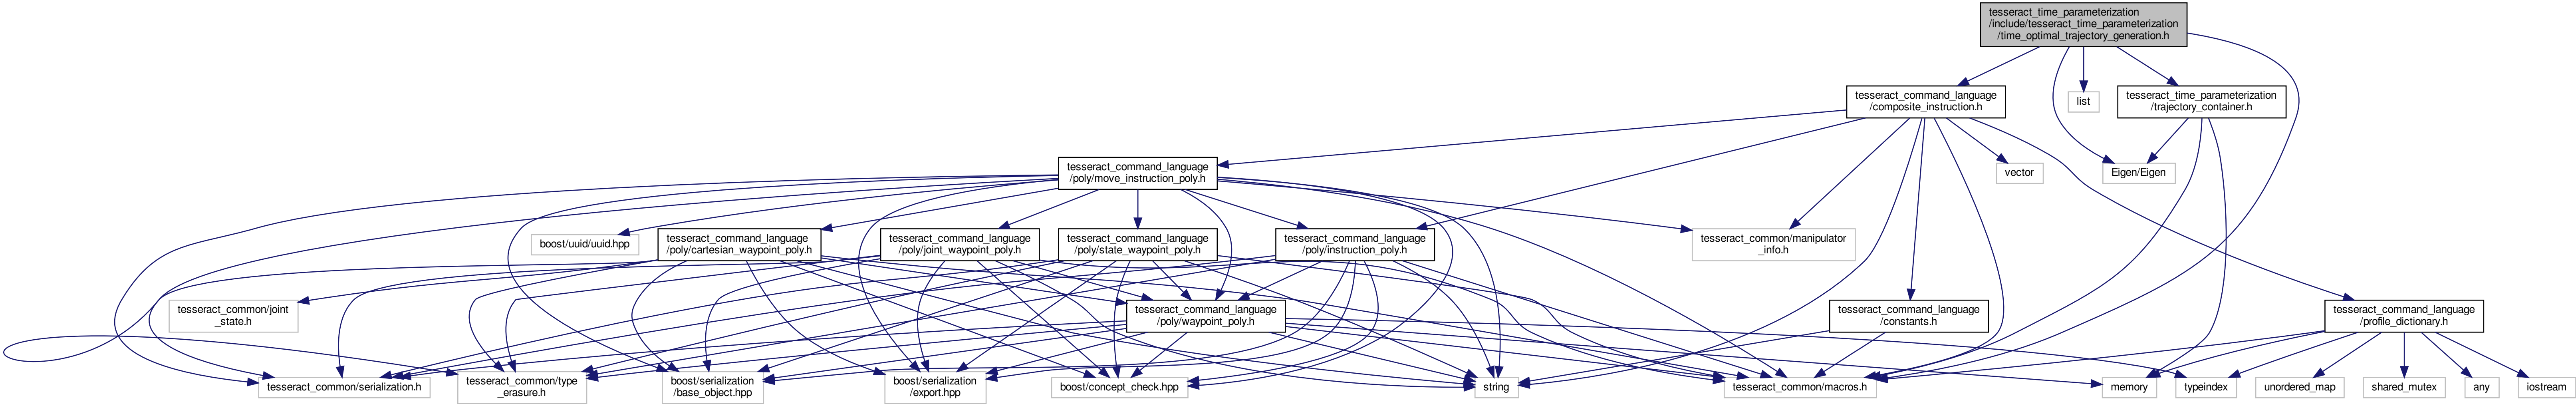 tesseract_time_parameterization
/include/tesseract_time_parameterization
/time_optimal_trajectory_generation.h
tesseract_command_language
/composite_instruction.h
list
tesseract_time_parameterization
/trajectory_container.h
tesseract_command_language
/poly/move_instruction_poly.h
vector
Eigen/Eigen
boost/uuid/uuid.hpp
tesseract_command_language
/poly/cartesian_waypoint_poly.h
tesseract_command_language
/poly/joint_waypoint_poly.h
tesseract_command_language
/poly/state_waypoint_poly.h
tesseract_command_language
/poly/instruction_poly.h
tesseract_common/manipulator
_info.h
tesseract_common/joint
_state.h
tesseract_command_language
/poly/waypoint_poly.h
tesseract_command_language
/constants.h
tesseract_command_language
/profile_dictionary.h
tesseract_common/serialization.h
tesseract_common/type
_erasure.h
boost/serialization
/base_object.hpp
boost/serialization
/export.hpp
boost/concept_check.hpp
string
tesseract_common/macros.h
memory
typeindex
unordered_map
shared_mutex
any
iostream